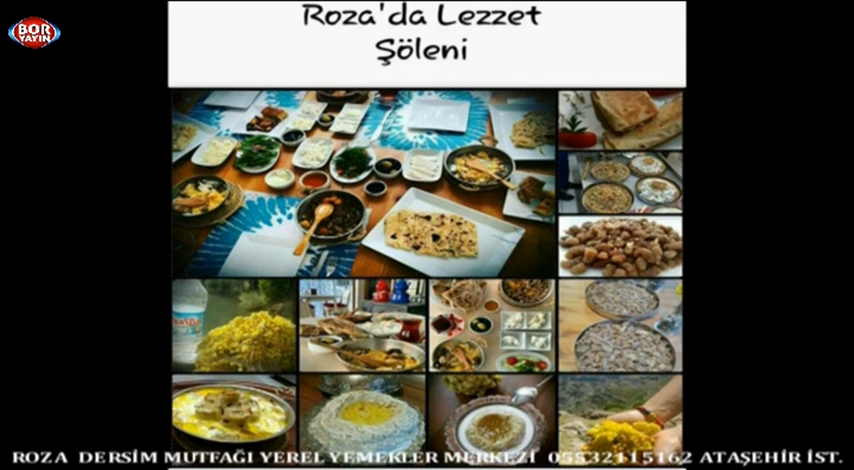 BOR
YAYIN
Roza'da Lezzet
Şöleni
ROZA DERSİM MUTFAĞI YEREL YEMEKLER MERKEZİ 05532115162 ATAŞEHİR İST.